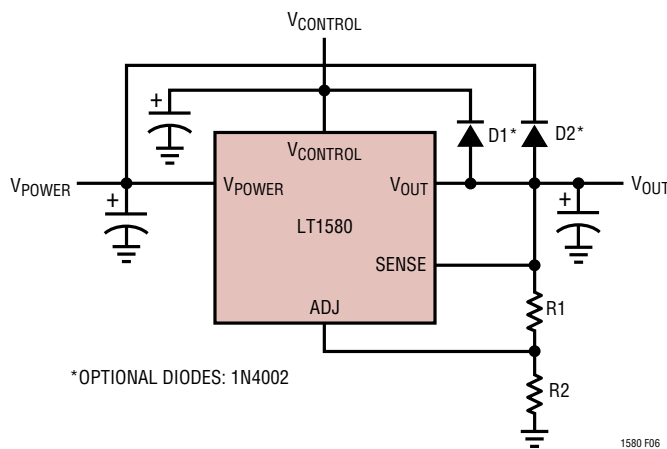 VCONTROL
+
D1*
D2*
VCONTROL
VPOWER
VPOWER
VOUT
VOUT
+
+
LT1580
SENSE
R1
ADJ
*OPTIONAL DIODES: 1N4002
R2
1580 F06